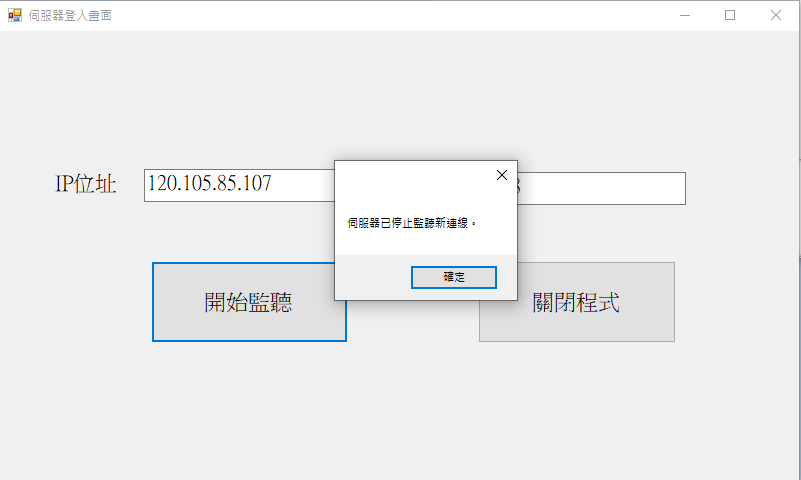 伺服器登入畫面
IP位址
120.105.85.107
伺服器已停止監聽新連線。
確定
開始監聽
關閉程式